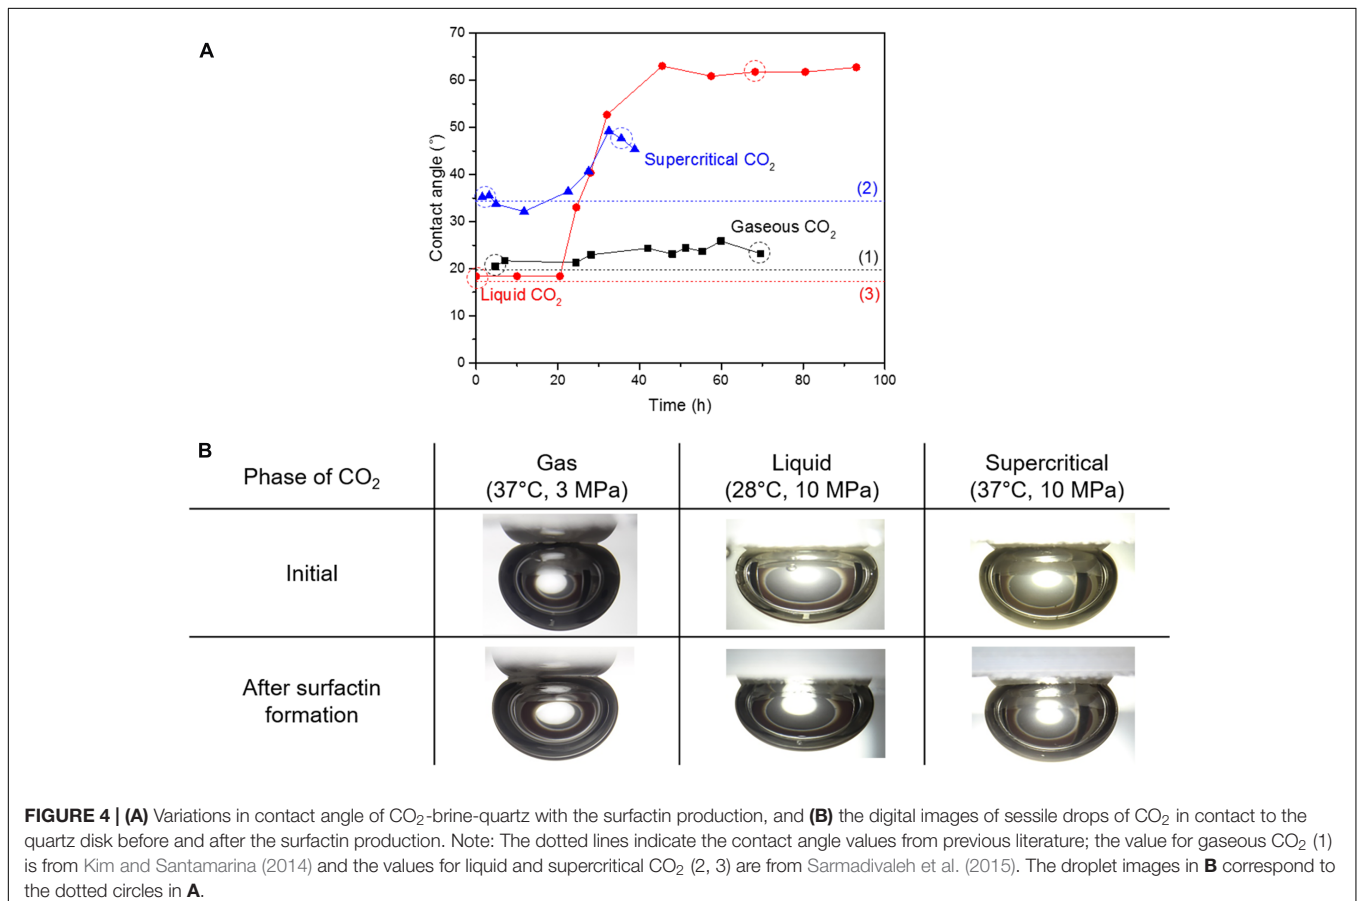 A
70
60
50
40
30
20
10
0
Contact angle (°)
Supercritical CO₂
(2)
Gaseous CO₂
(1)
Liquid CO₂
(3)
0 20 40 60 80 100
Time (h)
B
Phase of CO₂
Gas
(37°C, 3 MPa)
Liquid
(28°C, 10 MPa)
Supercritical
(37°C, 10 MPa)
Initial
After surfactin
formation
FIGURE 4 | (A) Variations in contact angle of CO₂-brine-quartz with the surfactin production, and (B) the digital images of sessile drops of CO₂ in contact to the
quartz disk before and after the surfactin production. Note: The dotted lines indicate the contact angle values from previous literature; the value for gaseous CO₂ (1)
is from Kim and Santamarina (2014) and the values for liquid and supercritical CO₂ (2, 3) are from Sarmadivaleh et al. (2015). The droplet images in B correspond to
the dotted circles in A.